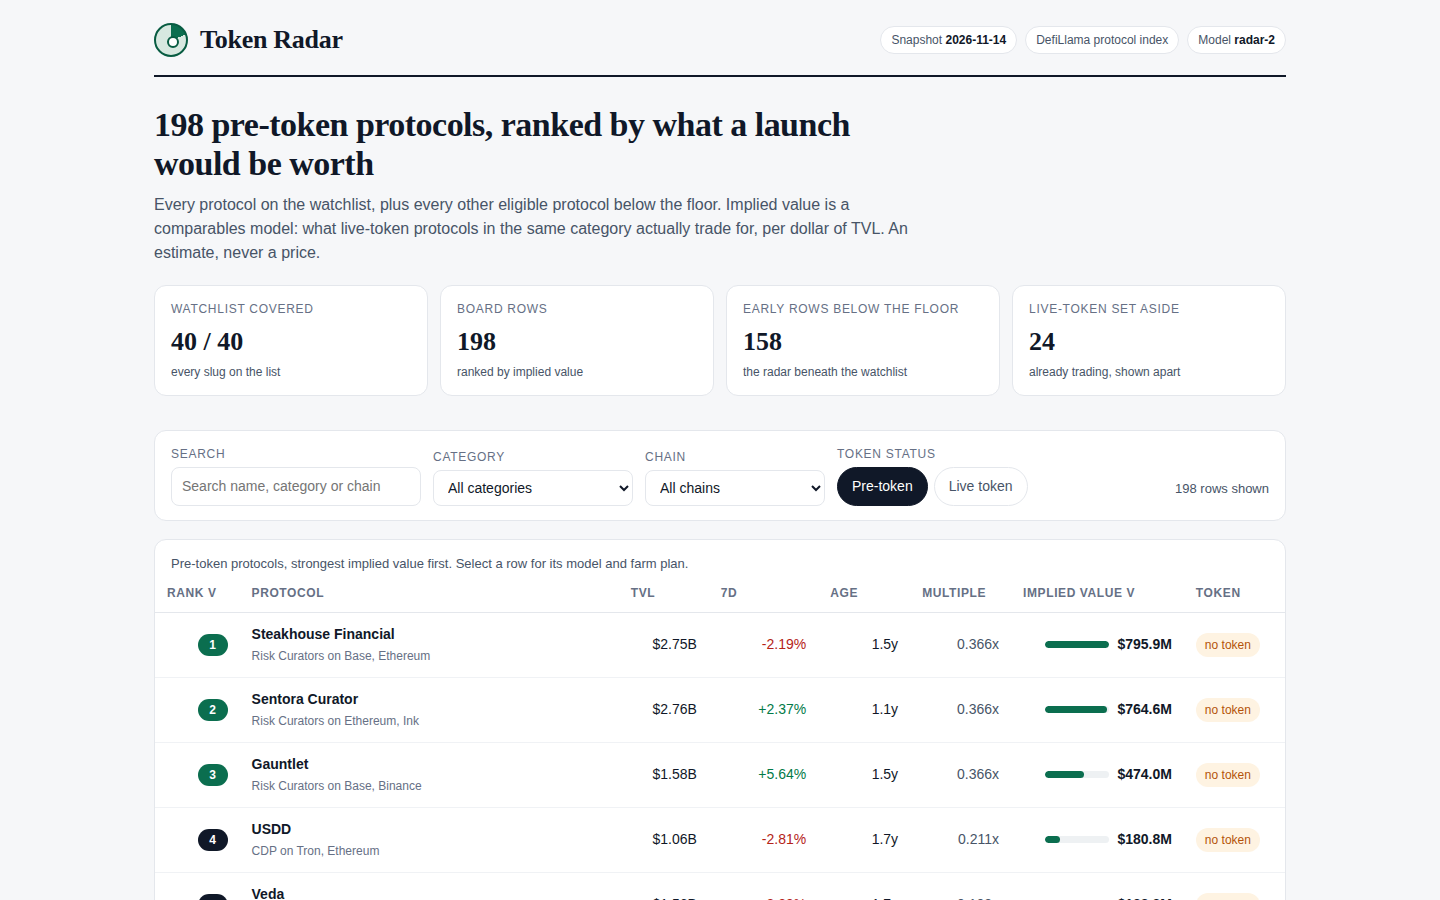 Token Radar
Snapshot 2026-11-14
DefiLlama protocol index
Model radar-2
198 pre-token protocols, ranked by what a launch
would be worth
Every protocol on the watchlist, plus every other eligible protocol below the floor. Implied value is a
comparables model: what live-token protocols in the same category actually trade for, per dollar of TVL. An
estimate, never a price.
WATCHLIST COVERED
40 / 40
every slug on the list
BOARD ROWS
198
ranked by implied value
EARLY ROWS BELOW THE FLOOR
158
the radar beneath the watchlist
LIVE-TOKEN SET ASIDE
24
already trading, shown apart
SEARCH
Search name, category or chain
CATEGORY
All categories
CHAIN
All chains
TOKEN STATUS
Pre-token
Live token
198 rows shown
Pre-token protocols, strongest implied value first. Select a row for its model and farm plan.
RANK V PROTOCOL TVL 7D AGE MULTIPLE IMPLIED VALUE V TOKEN
1 Steakhouse Financial $2.75B -2.19% 1.5y 0.366x $795.9M no token
Risk Curators on Base, Ethereum
2 Sentora Curator $2.76B +2.37% 1.1y 0.366x $764.6M no token
Risk Curators on Ethereum, Ink
3 Gauntlet $1.58B +5.64% 1.5y 0.366x $474.0M no token
Risk Curators on Base, Binance
4 USDD $1.06B -2.81% 1.7y 0.211x $180.8M no token
CDP on Tron, Ethereum
Veda